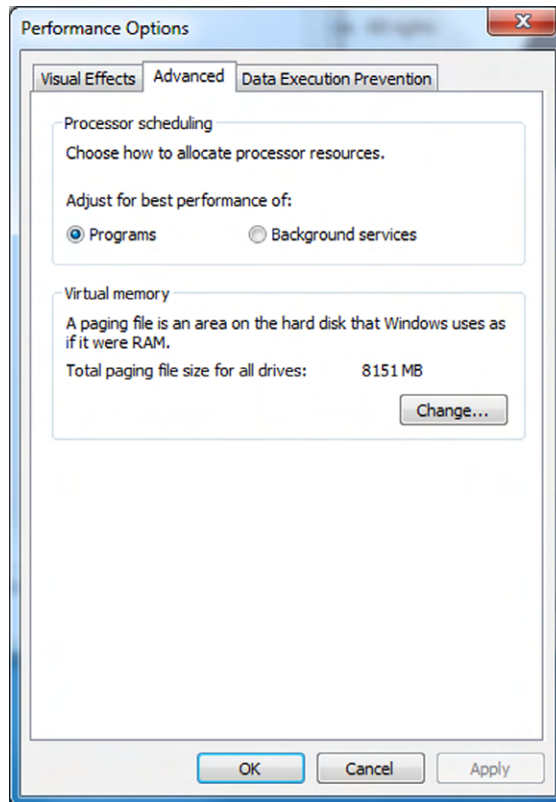 Performance Options
Visual Effects Advanced Data Execution Prevention
Processor scheduling
Choose how to allocate processor resources.
Adjust for best performance of:
Programs Background services
Virtual memory
A paging file is an area on the hard disk that Windows uses as
if it were RAM.
Total paging file size for all drives: 8151 MB
Change...
OK Cancel Apply